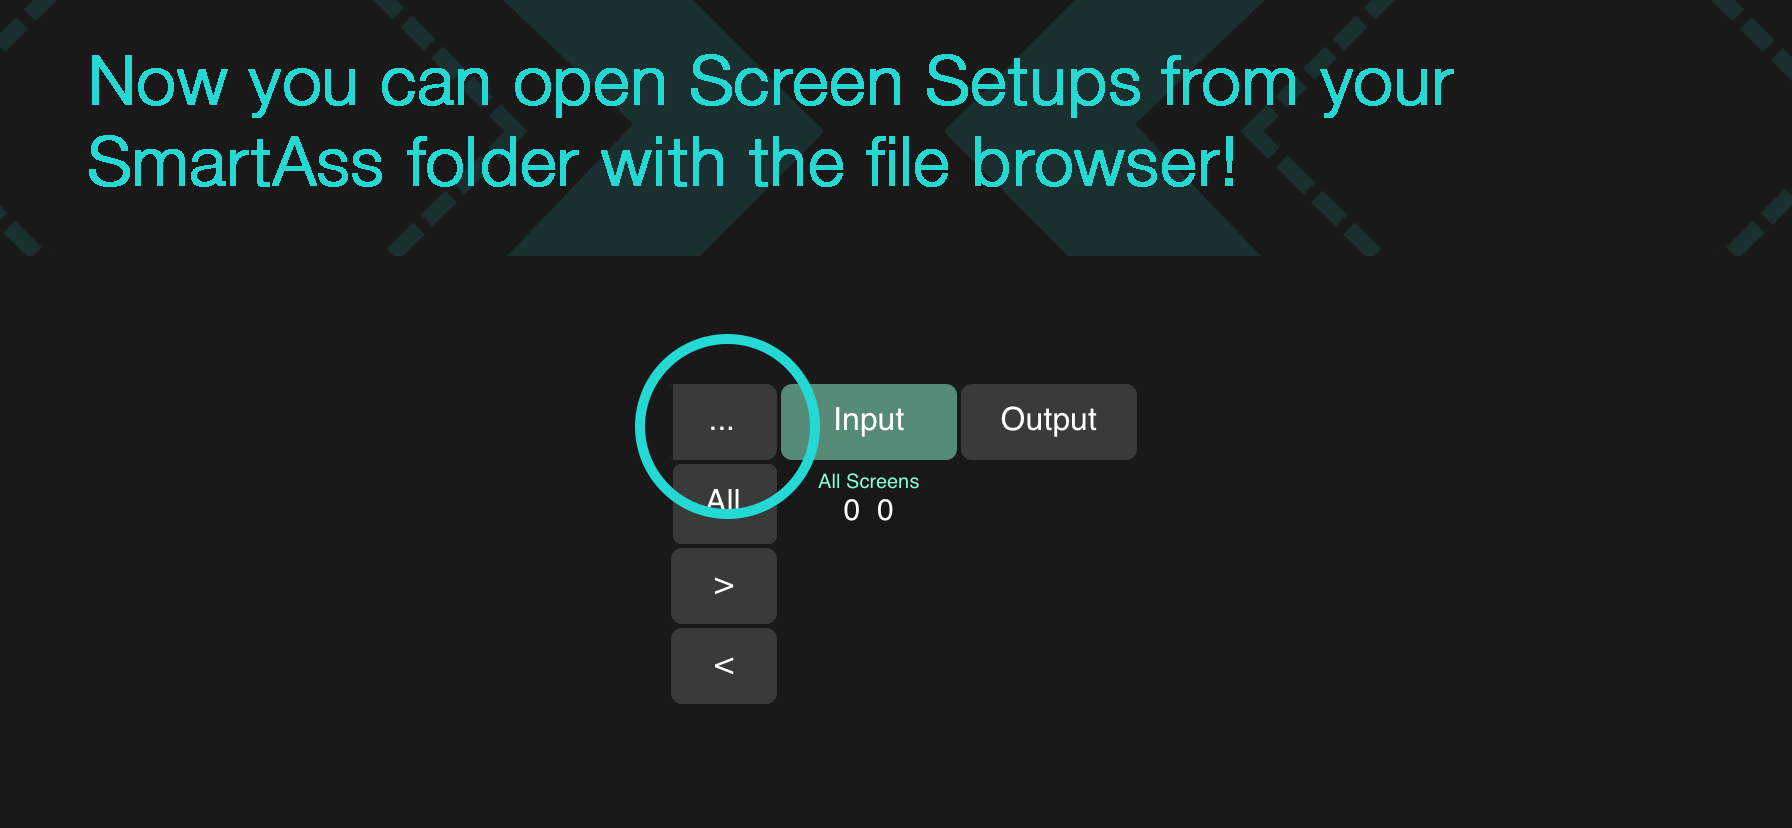 Now you can open Screen Setups from your
SmartAss folder with the file browser!
... Input Output
All All Screens
0 0
>
<